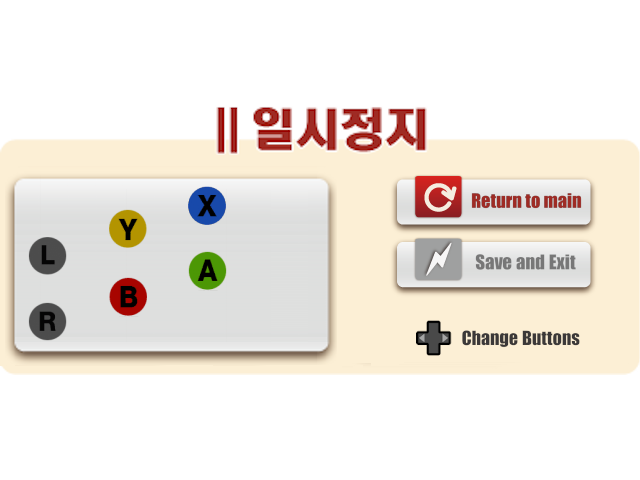 || 일시정지
X
Y
L
A
B
R
Return to main
Save and Exit
Change Buttons